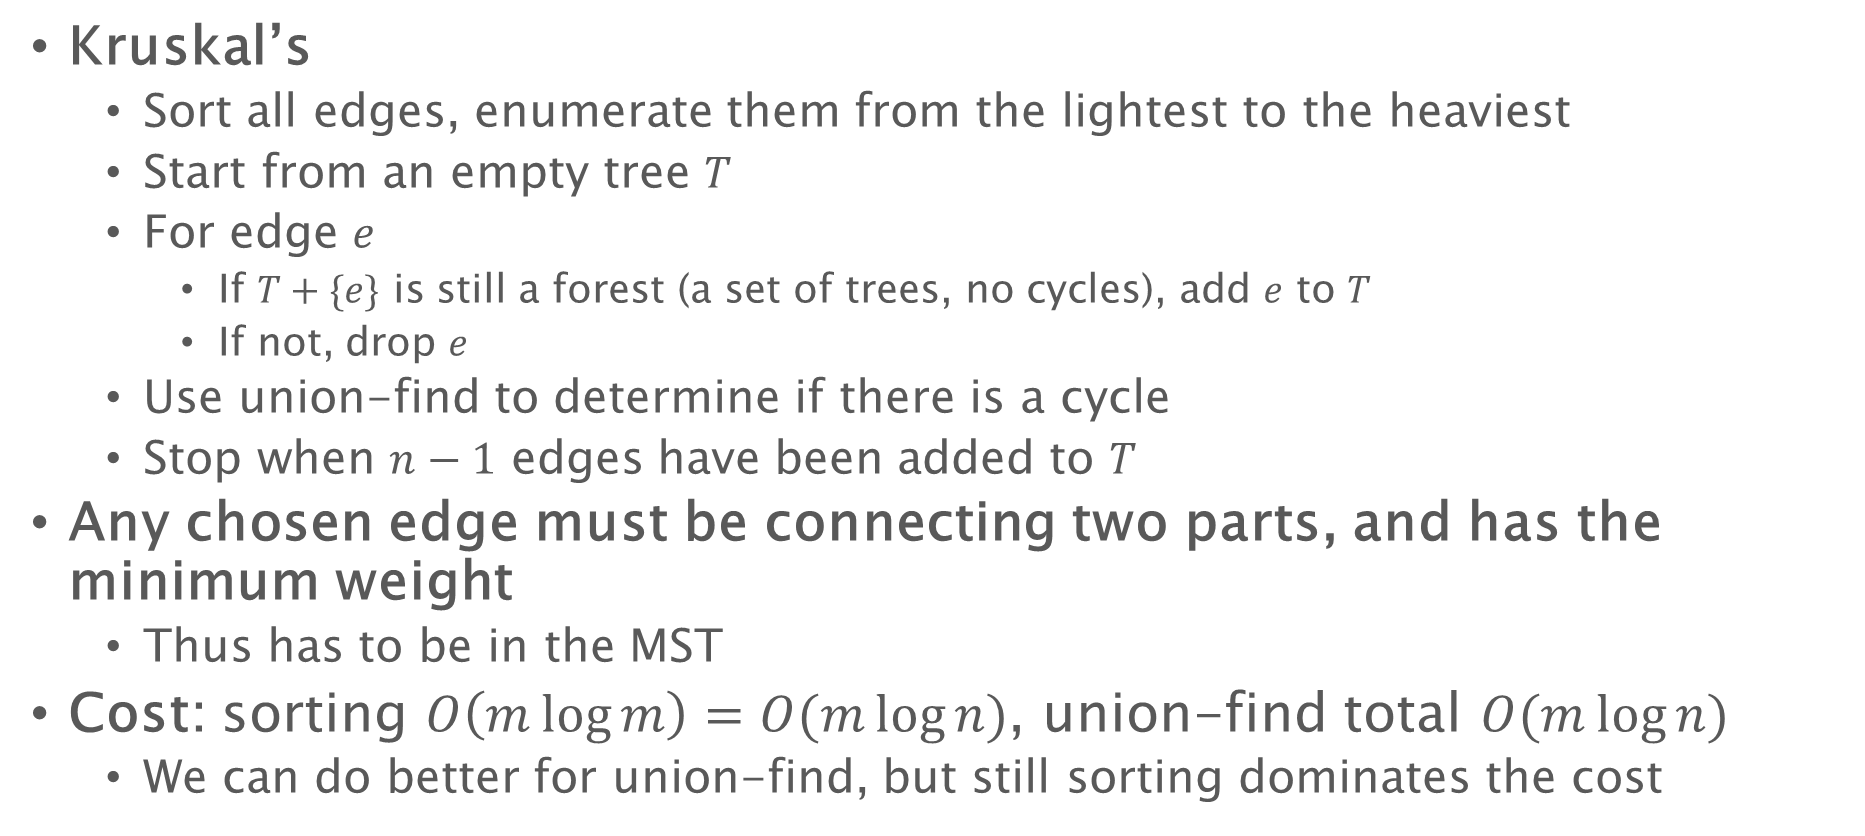 • Kruskal’s
• Sort all edges, enumerate them from the lightest to the heaviest
• Start from an empty tree T
• For edge e
• If T + {e} is still a forest (a set of trees, no cycles), add e to T
• If not, drop e
• Use union–find to determine if there is a cycle
• Stop when n − 1 edges have been added to T
• Any chosen edge must be connecting two parts, and has the
minimum weight
• Thus has to be in the MST
• Cost: sorting O(m log m) = O(m log n), union–find total O(m log n)
• We can do better for union–find, but still sorting dominates the cost